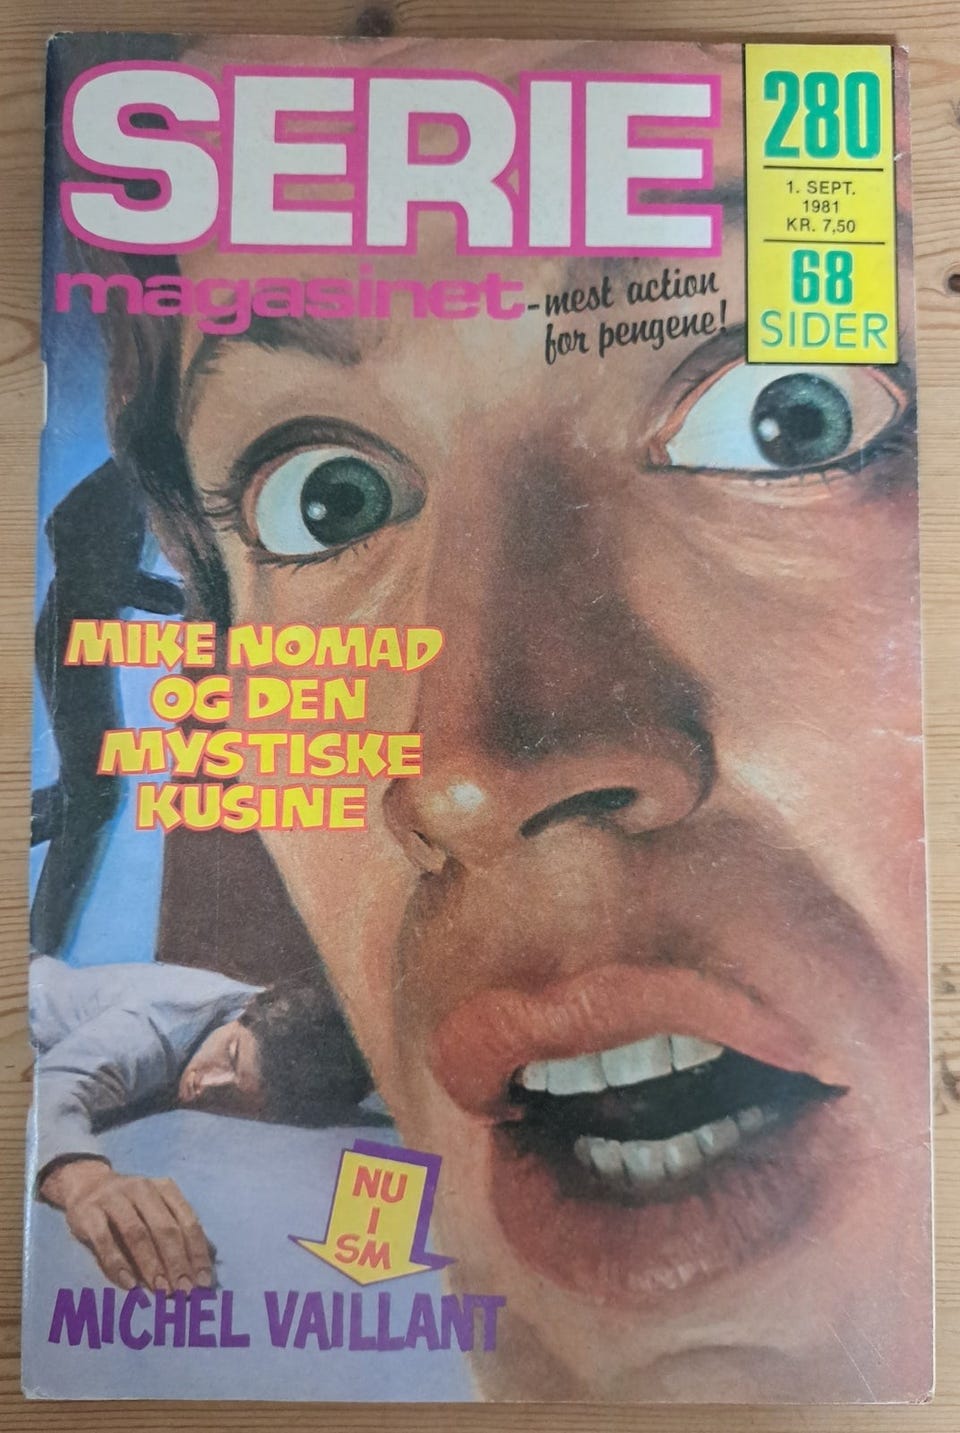 SERIE
magasinet - mest action
for pengene!
280
1. SEPT.
1981
KR. 7,50
68
SIDER
MIKE NOMAD
OG DEN
MYSTISKE
KUSINE
NU
I
SM
MICHEL VAILLANT